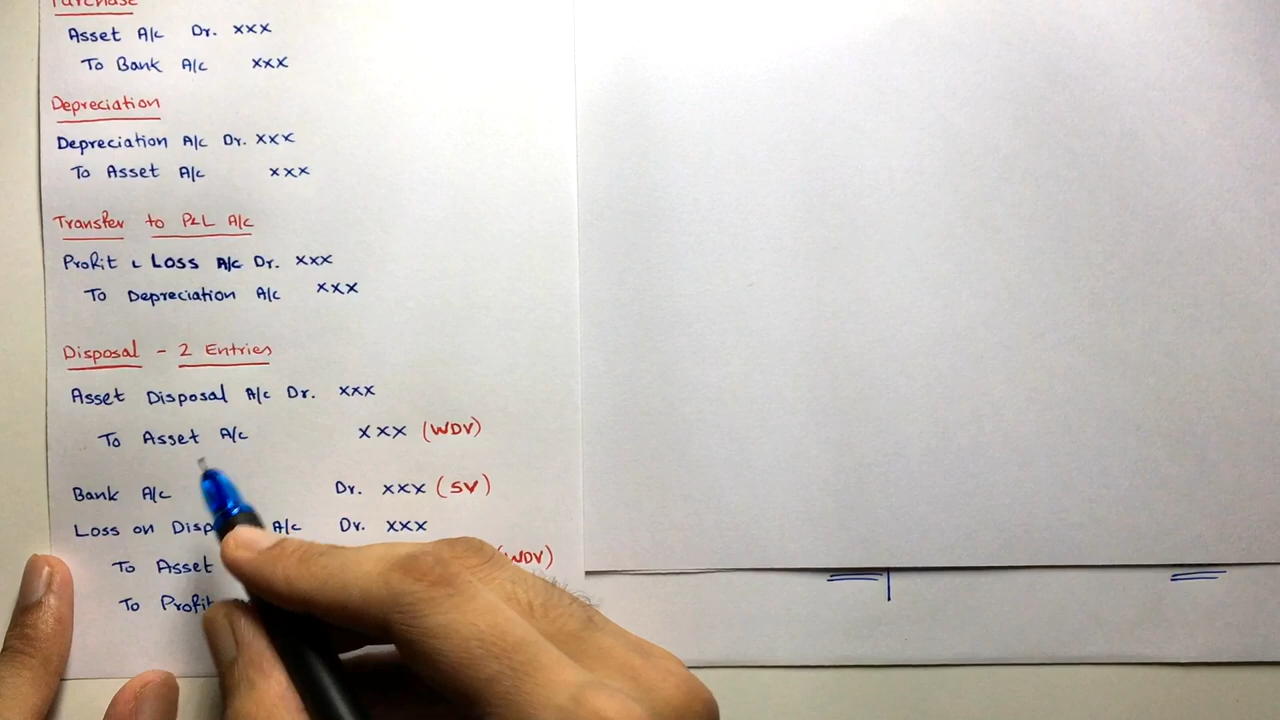 Purchase
Asset A/c Dr. xxx
To Bank A/c xxx
Depreciation
Depreciation A/c Dr. xxx
To Asset A/c xxx
Transfer to P&L A/c
Profit & Loss A/c Dr. xxx
To Depreciation A/c xxx
Disposal - 2 Entries
Asset Disposal A/c Dr. xxx
To Asset A/c xxx (WDV)
Bank A/c Dr. xxx (SV)
Loss on Disp A/c Dr. xxx
To Asset (WDV)
To Profit